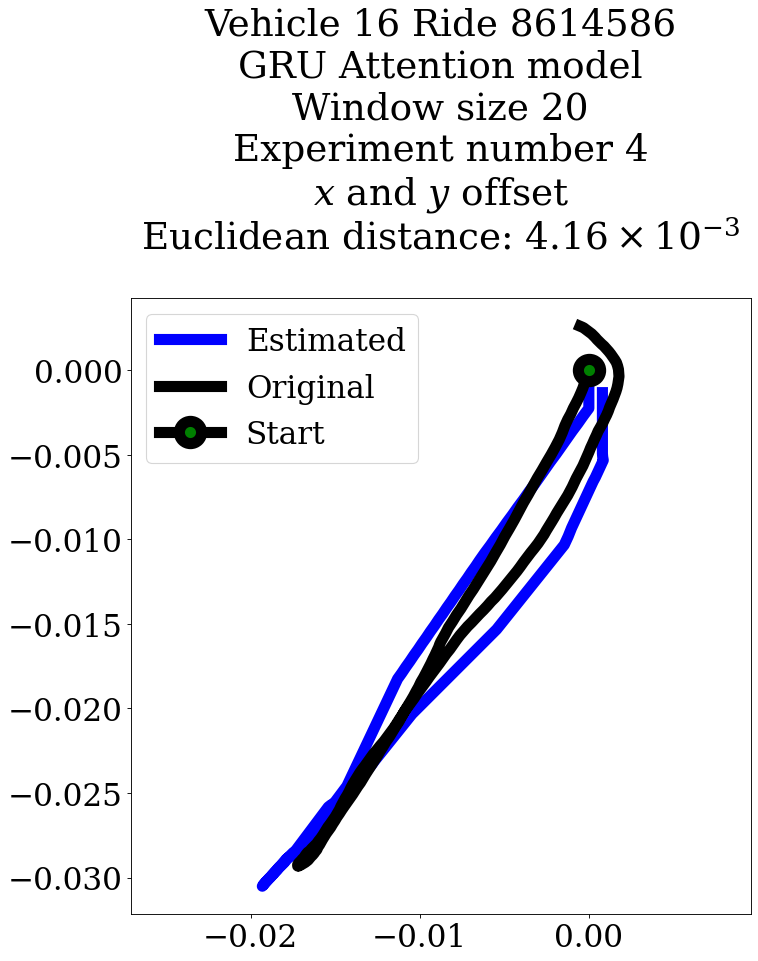 Vehicle 16 Ride 8614586
GRU Attention model
Window size 20
Experiment number 4
x and y offset
Euclidean distance: 4.16 × 10⁻³
Estimated
Original
Start
0.000
−0.005
−0.010
−0.015
−0.020
−0.025
−0.030
−0.02
−0.01
0.00